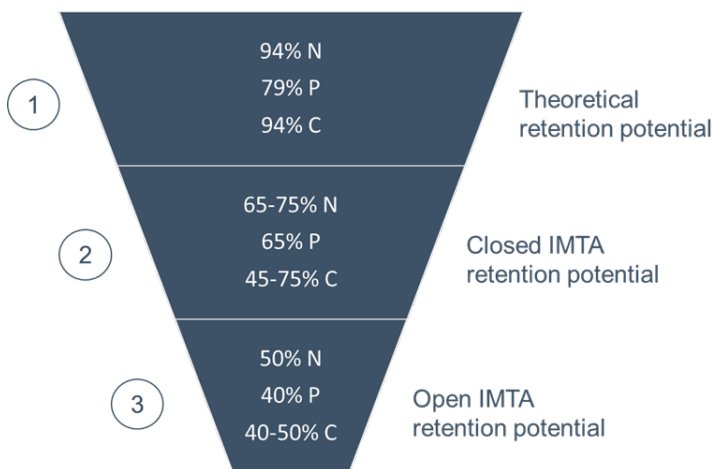 1
94% N
79% P
94% C
Theoretical
retention potential
2
65-75% N
65% P
45-75% C
Closed IMTA
retention potential
3
50% N
40% P
40-50% C
Open IMTA
retention potential